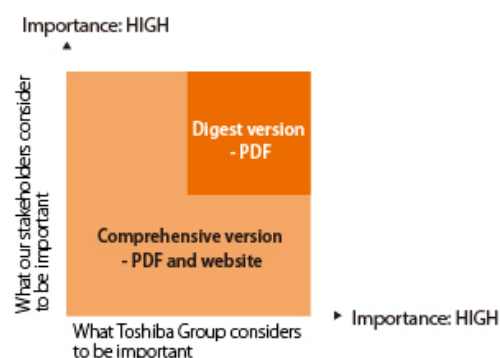 Importance: HIGH
What our stakeholders consider
to be important
Digest version
- PDF
Comprehensive version
- PDF and website
Importance: HIGH
What Toshiba Group considers
to be important